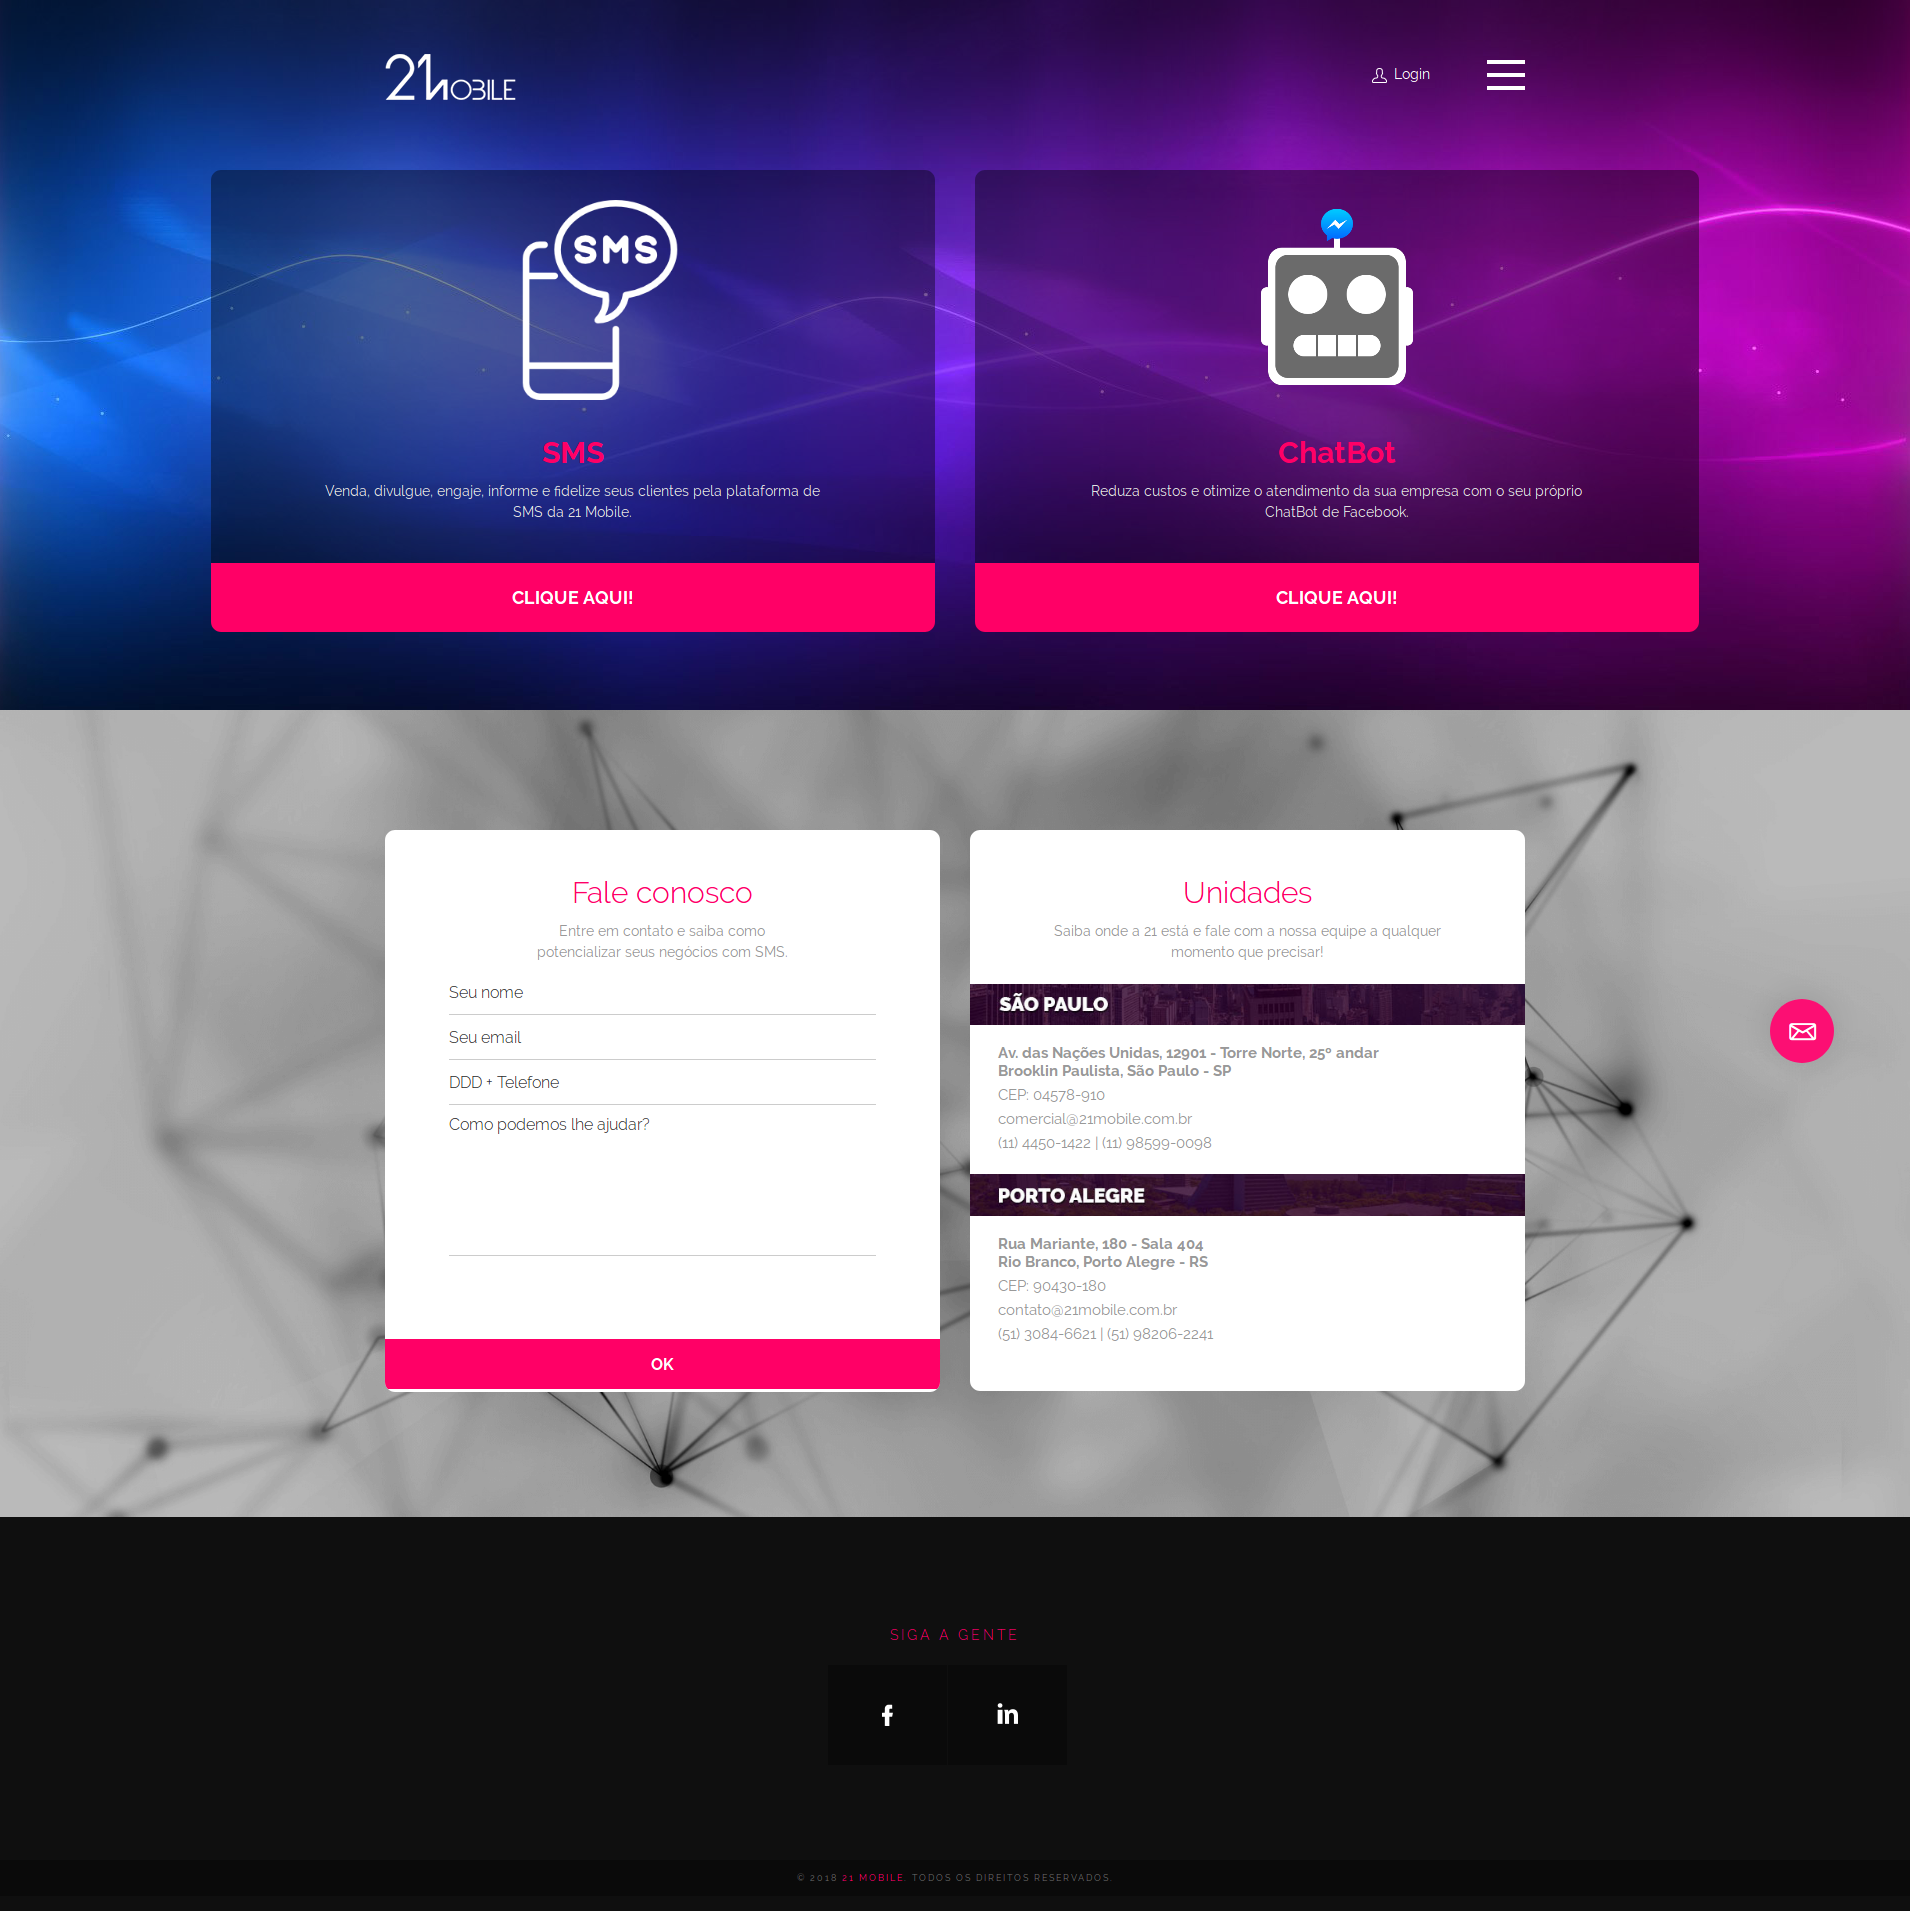 21 MOBILE
Login
SMS
SMS
Venda, divulgue, engaje, informe e fidelize seus clientes pela plataforma de
SMS da 21 Mobile.
CLIQUE AQUI!
ChatBot
Reduza custos e otimize o atendimento da sua empresa com o seu próprio
ChatBot de Facebook.
CLIQUE AQUI!
Fale conosco
Entre em contato e saiba como
potencializar seus negócios com SMS.
Seu nome
Seu email
DDD + Telefone
Como podemos lhe ajudar?
OK
Unidades
Saiba onde a 21 está e fale com a nossa equipe a qualquer
momento que precisar!
SÃO PAULO
Av. das Nações Unidas, 12901 - Torre Norte, 25º andar
Brooklin Paulista, São Paulo - SP
CEP: 04578-910
comercial@21mobile.com.br
(11) 4450-1422 | (11) 98599-0098
PORTO ALEGRE
Rua Mariante, 180 - Sala 404
Rio Branco, Porto Alegre - RS
CEP: 90430-180
contato@21mobile.com.br
(51) 3084-6621 | (51) 98206-2241
SIGA A GENTE
f
in
© 2018 21 MOBILE. TODOS OS DIREITOS RESERVADOS.